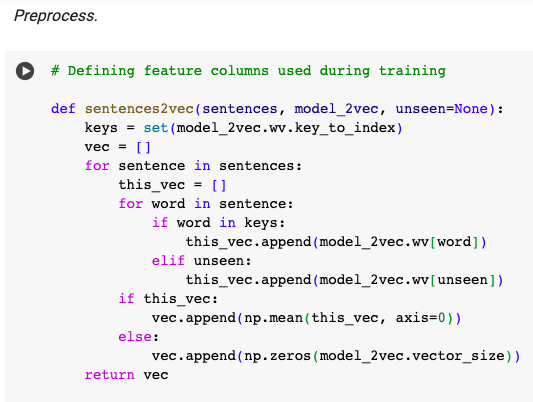 Preprocess.
# Defining feature columns used during training
def sentences2vec(sentences, model_2vec, unseen=None):
    keys = set(model_2vec.wv.key_to_index)
    vec = []
    for sentence in sentences:
        this_vec = []
        for word in sentence:
            if word in keys:
                this_vec.append(model_2vec.wv[word])
            elif unseen:
                this_vec.append(model_2vec.wv[unseen])
        if this_vec:
            vec.append(np.mean(this_vec, axis=0))
        else:
            vec.append(np.zeros(model_2vec.vector_size))
    return vec